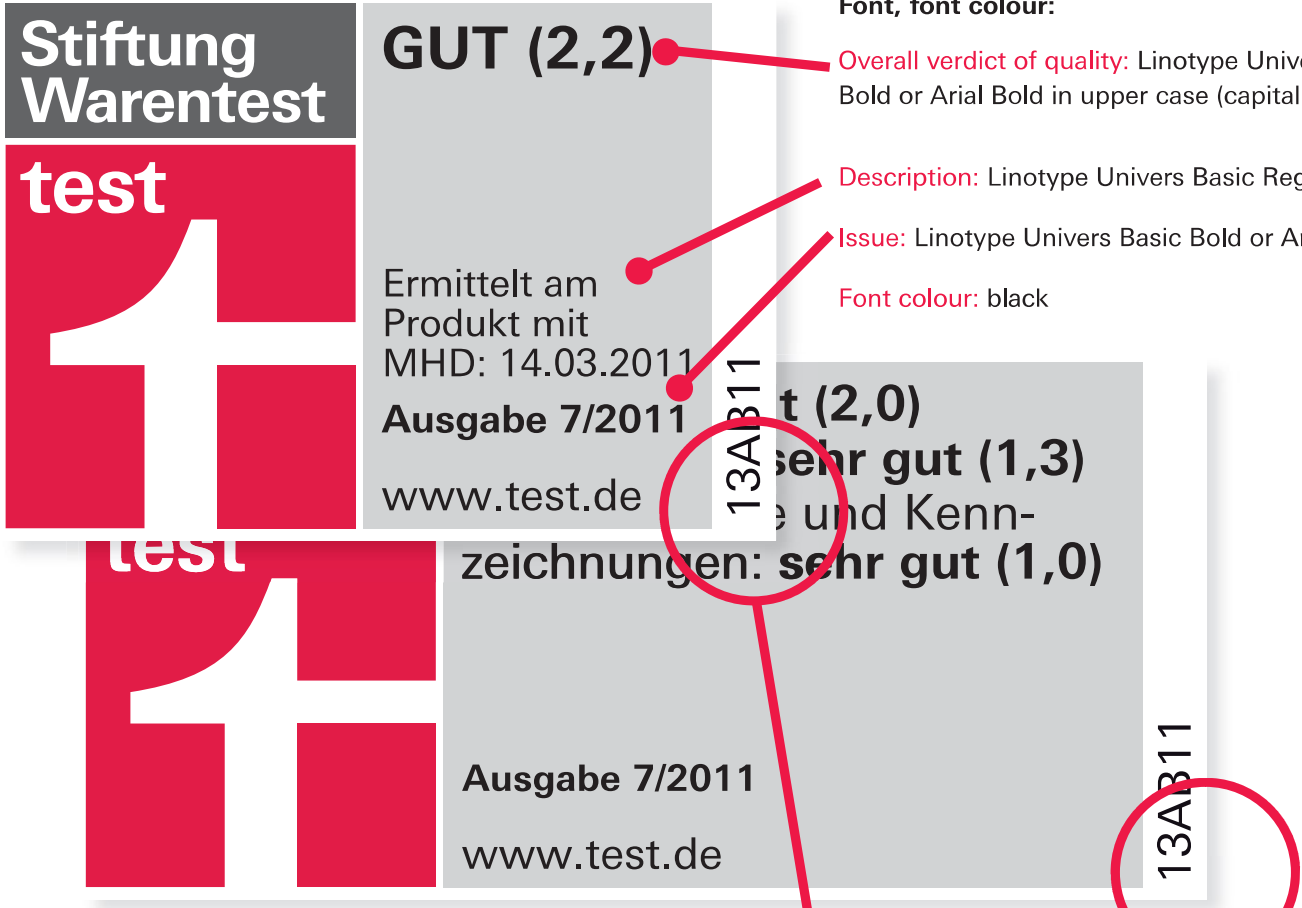 Stiftung
Warentest
test
GUT (2,2)
Ermittelt am
Produkt mit
MHD: 14.03.2011
Ausgabe 7/2011
www.test.de
13AB11
Font, font colour:
Overall verdict of quality: Linotype
Bold or Arial Bold in upper case
Description: Linotype Univers Basic
Issue: Linotype Univers Basic Bold or
Font colour: black
(2,0)
sehr gut (1,3)
und Kenn-
zeichnungen: sehr gut (1,0)
test
Ausgabe 7/2011
www.test.de
13AB11